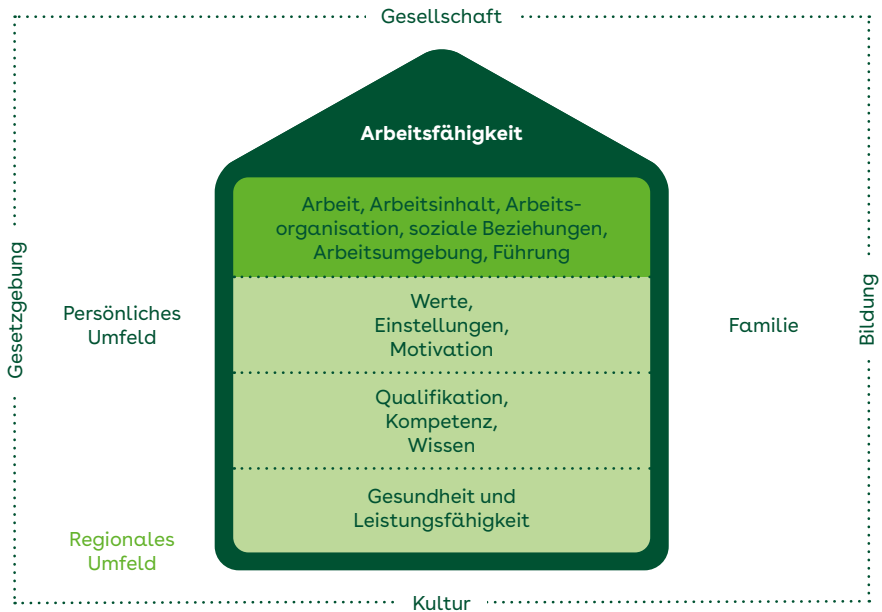 Gesellschaft
Arbeitsfähigkeit
Arbeit, Arbeitsinhalt, Arbeits-
organisation, soziale Beziehungen,
Arbeitsumgebung, Führung
Werte,
Einstellungen,
Motivation
Qualifikation,
Kompetenz,
Wissen
Gesundheit und
Leistungsfähigkeit
Gesetzgebung
Persönliches
Umfeld
Regionales
Umfeld
Familie
Bildung
Kultur